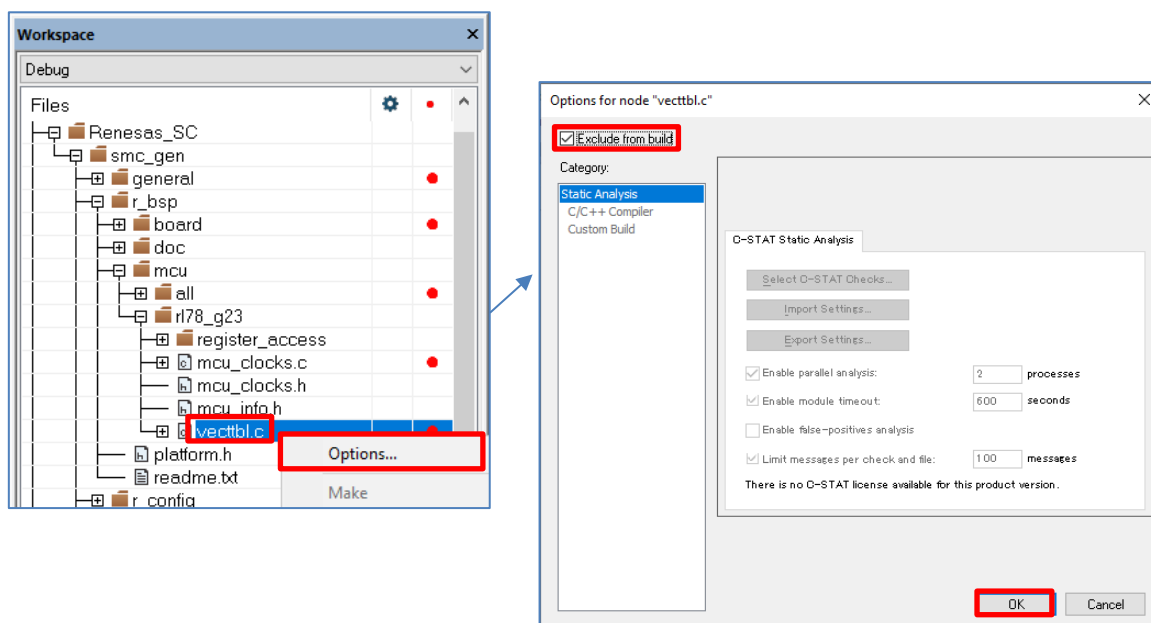 Workspace
Debug
Files
Renesas_SC
smc_gen
general
r_bsp
board
doc
mcu
all
rl78_g23
register_access
mcu_clocks.c
mcu_clocks.h
mcu_info.h
vecttbl.c
platform.h
readme.txt
r_config
Options...
Make
Options for node "vecttbl.c"
Exclude from build
Category:
Static Analysis
C/C++ Compiler
Custom Build
C-STAT Static Analysis
Select C-STAT Checks...
Import Settings...
Export Settings...
Enable parallel analysis: 2 processes
Enable module timeout: 600 seconds
Enable false-positives analysis
Limit messages per check and file: 100 messages
There is no C-STAT license available for this product version.
OK Cancel